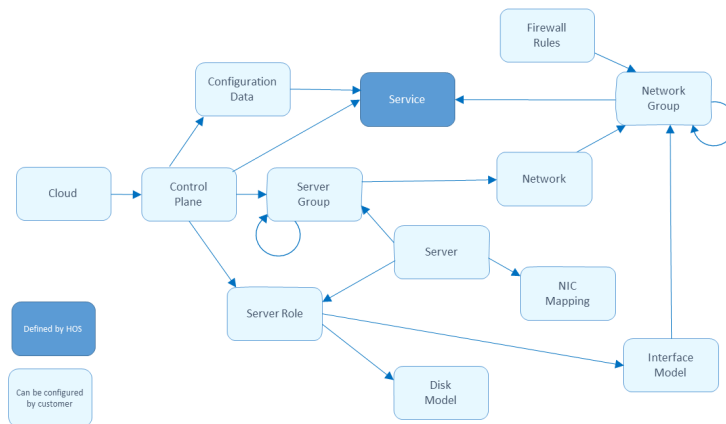 Firewall
Rules
Configuration
Data
Service
Network
Group
Cloud
Control
Plane
Server
Group
Network
Server
NIC
Mapping
Defined by HOS
Server Role
Interface
Model
Can be configured
by customer
Disk
Model